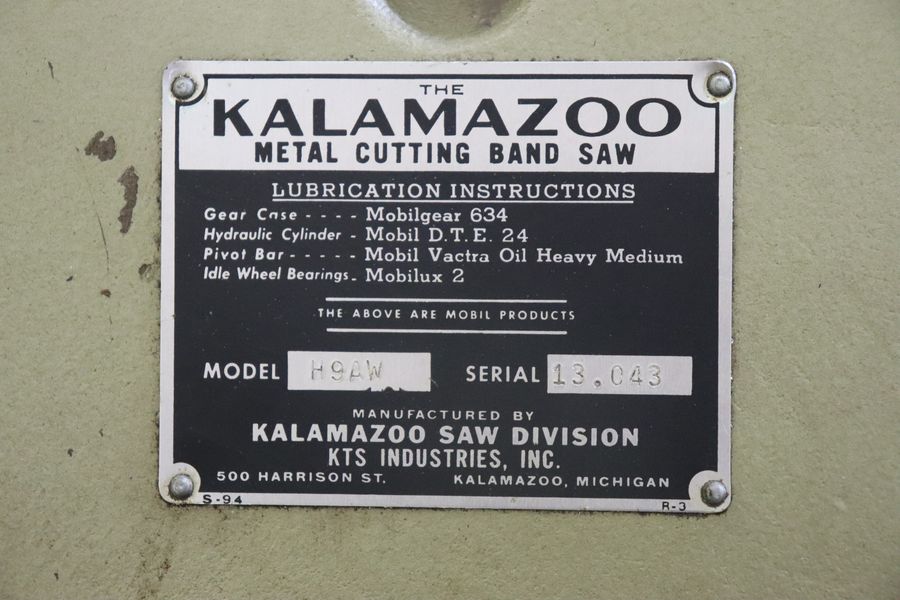 THE
KALAMAZOO
METAL CUTTING BAND SAW
LUBRICATION INSTRUCTIONS
Gear Case - - - - Mobilgear 634
Hydraulic Cylinder - Mobil D.T.E. 24
Pivot Bar - - - - - Mobil Vactra Oil Heavy Medium
Idle Wheel Bearings - Mobilux 2
THE ABOVE ARE MOBIL PRODUCTS
MODEL H9AW SERIAL 13.043
MANUFACTURED BY
KALAMAZOO SAW DIVISION
KTS INDUSTRIES, INC.
500 HARRISON ST. KALAMAZOO, MICHIGAN
S-94 R-3